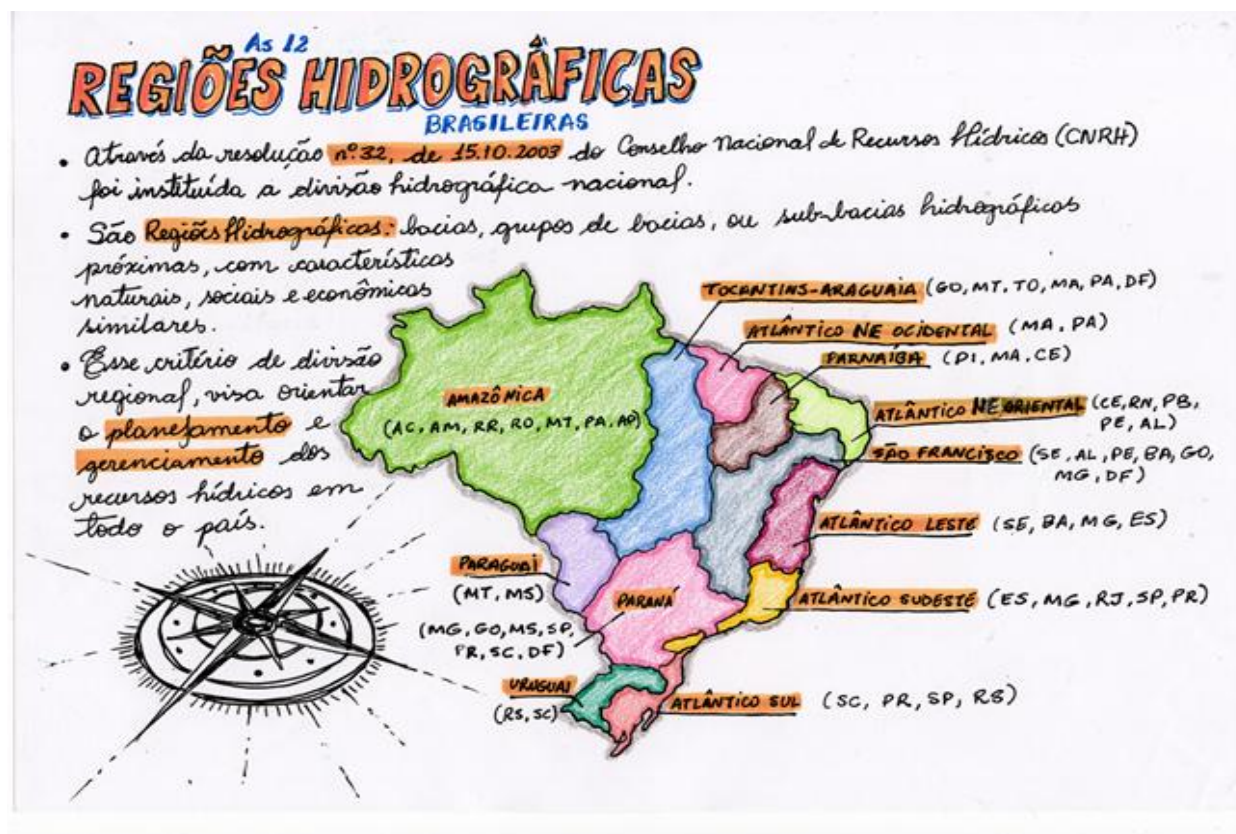 As 12
REGIÕES HIDROGRÁFICAS
BRASILEIRAS
• Através da resolução nº 32, de 15.10.2003 do Conselho Nacional de Recursos Hídricos (CNRH)
foi instituída a divisão hidrográfica nacional.
• São Regiões Hidrográficas: bacias, grupos de bacias, ou sub-bacias hidrográficas
próximas, com características
naturais, sociais e econômicas
similares.
• Esse critério de divisão
regional, visa orientar
o planejamento e
gerenciamento dos
recursos hídricos em
todo o país.
TOCANTINS-ARAGUAIA (GO, MT, TO, MA, PA, DF)
ATLÂNTICO NE OCIDENTAL (MA, PA)
PARNAÍBA (PI, MA, CE)
AMAZÔNICA
(AC, AM, RR, RO, MT, PA, AP)
ATLÂNTICO NE ORIENTAL (CE, RN, PB,
PE, AL)
SÃO FRANCISCO (SE, AL, PE, BA, GO,
MG, DF)
ATLÂNTICO LESTE (SE, BA, MG, ES)
PARAGUAI
(MT, MS)
PARANÁ
(MG, GO, MS, SP,
PR, SC, DF)
ATLÂNTICO SUDESTE (ES, MG, RJ, SP, PR)
URUGUAI
(RS, SC)
ATLÂNTICO SUL (SC, PR, SP, RS)